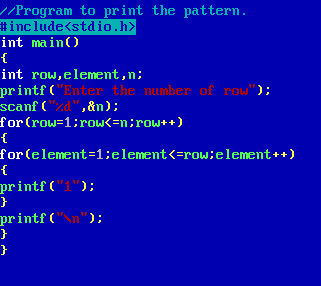 //Program to print the pattern.
#include<stdio.h>
int main()
{
int row,element,n;
printf("Enter the number of row");
scanf("%d",&n);
for(row=1;row<=n;row++)
{
for(element=1;element<=row;element++)
{
printf("1");
}
printf("\n");
}
}